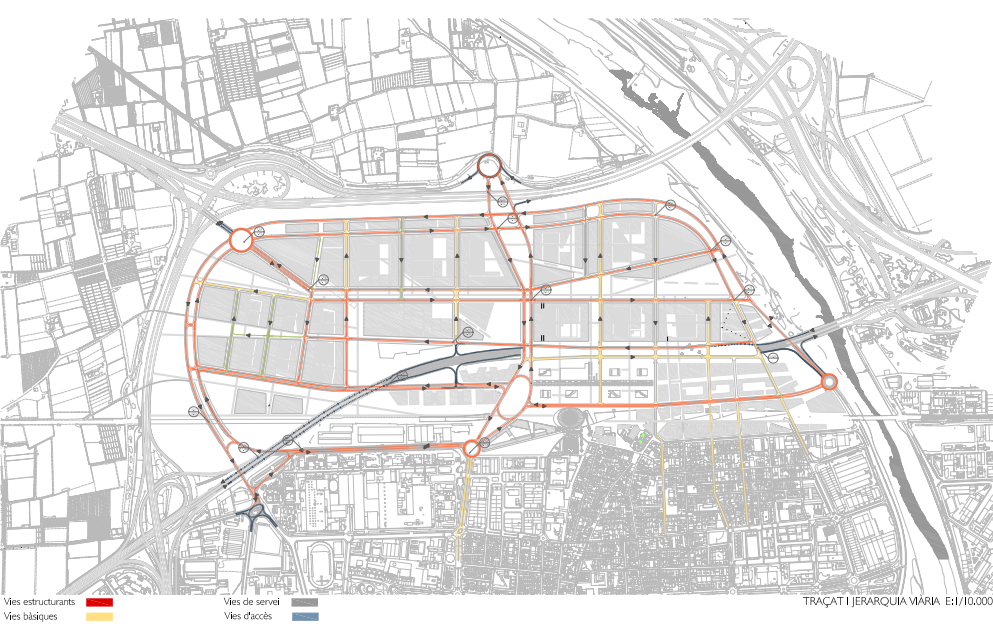 Vies estructurants
Vies de servei
TRAÇAT I JERARQUIA VIÀRIA E:1/10.000
Vies bàsiques
Vies d'accès